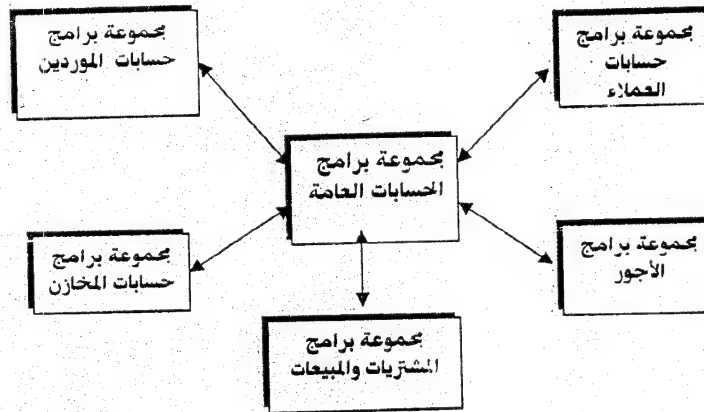 مجموعة برامج
حسابات العملاء
مجموعة برامج
حسابات الموردين
مجموعة برامج
الحسابات العامة
مجموعة برامج
الأجور
مجموعة برامج
حسابات المخازن
مجموعة برامج
المشتريات والمبيعات